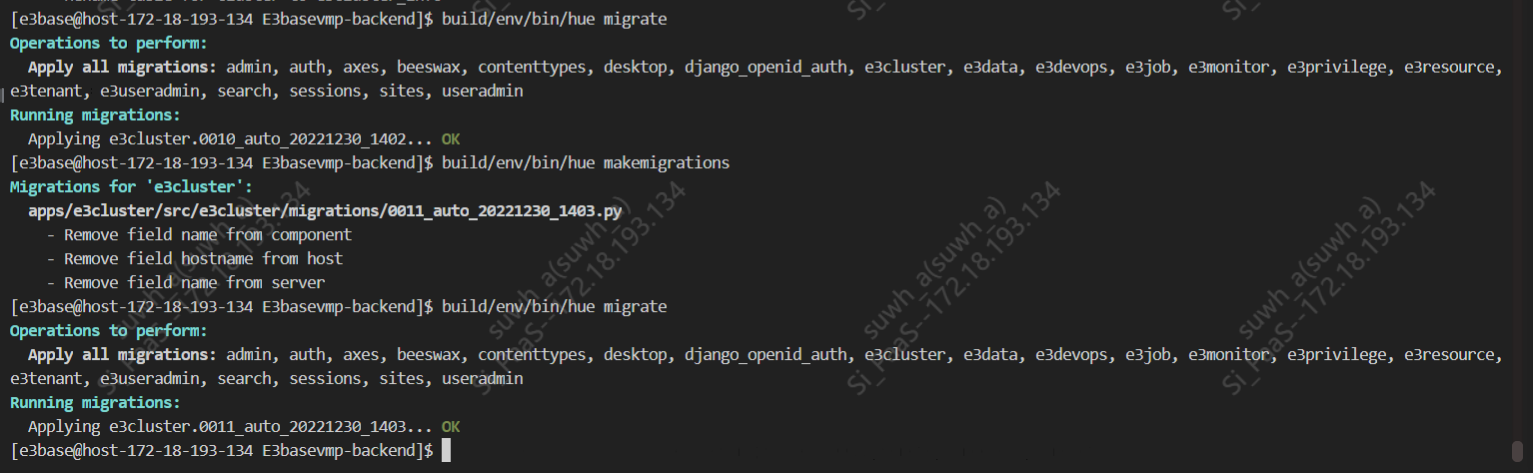 [e3base@host-172-18-193-134 E3basevmp-backend]$ build/env/bin/hue migrate
Operations to perform:
  Apply all migrations: admin, auth, axes, beeswax, contenttypes, desktop, django_openid_auth, e3cluster, e3data, e3devops, e3job, e3monitor, e3privilege, e3resource,
e3tenant, e3useradmin, search, sessions, sites, useradmin
Running migrations:
  Applying e3cluster.0010_auto_20221230_1402... OK
[e3base@host-172-18-193-134 E3basevmp-backend]$ build/env/bin/hue makemigrations
Migrations for 'e3cluster':
  apps/e3cluster/src/e3cluster/migrations/0011_auto_20221230_1403.py
    - Remove field name from component
    - Remove field hostname from host
    - Remove field name from server
[e3base@host-172-18-193-134 E3basevmp-backend]$ build/env/bin/hue migrate
Operations to perform:
  Apply all migrations: admin, auth, axes, beeswax, contenttypes, desktop, django_openid_auth, e3cluster, e3data, e3devops, e3job, e3monitor, e3privilege, e3resource,
e3tenant, e3useradmin, search, sessions, sites, useradmin
Running migrations:
  Applying e3cluster.0011_auto_20221230_1403... OK
[e3base@host-172-18-193-134 E3basevmp-backend]$
suwh_a(suwh_a)
Si_PaaS--172.18.193.134
suwh_a(suwh_a)
Si_PaaS--172.18.193.134
suwh_a(suwh_a)
Si_PaaS--172.18.193.134
suwh_a(suwh_a)
Si_PaaS--172.18.193.134